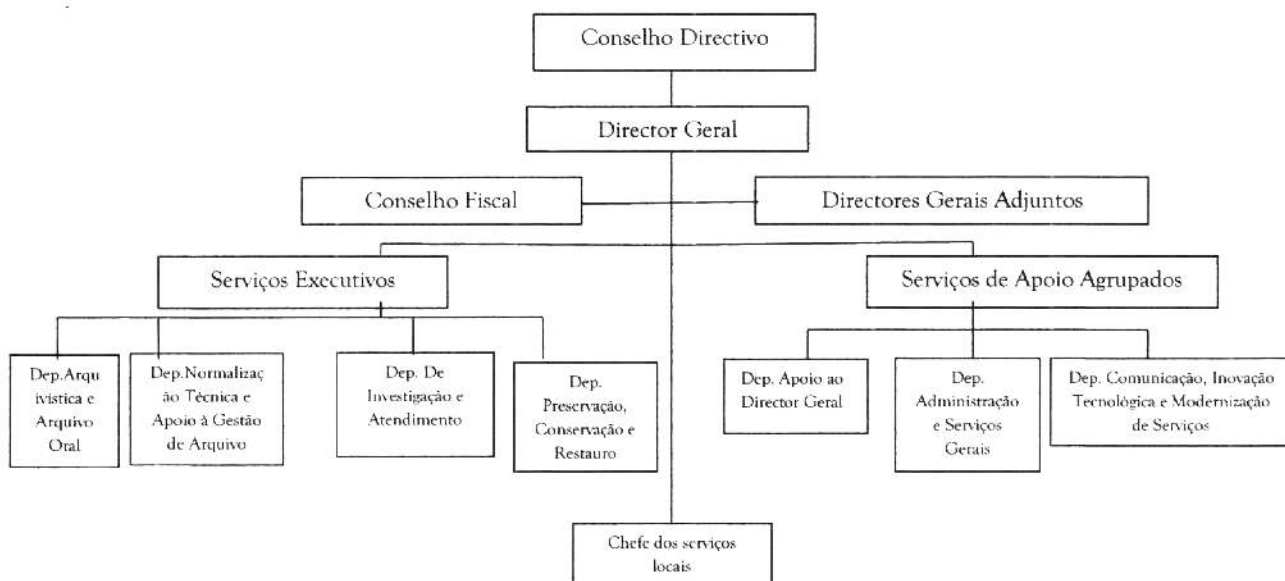 Conselho Directivo
Director Geral
Conselho Fiscal
Directores Gerais Adjuntos
Serviços Executivos
Serviços de Apoio Agrupados
Dep.Arqu
ivistica e
Arquivo
Oral
Dep.Normalizaç
ão Técnica e
Apoio à Gestão
de Arquivo
Dep. De
Investigação e
Atendimento
Dep.
Preservação,
Conservação e
Restauro
Dep. Apoio ao
Director Geral
Dep.
Administração
e Serviços
Gerais
Dep. Comunicação, Inovação
Tecnológica e Modernização
de Serviços
Chefe dos serviços
locais